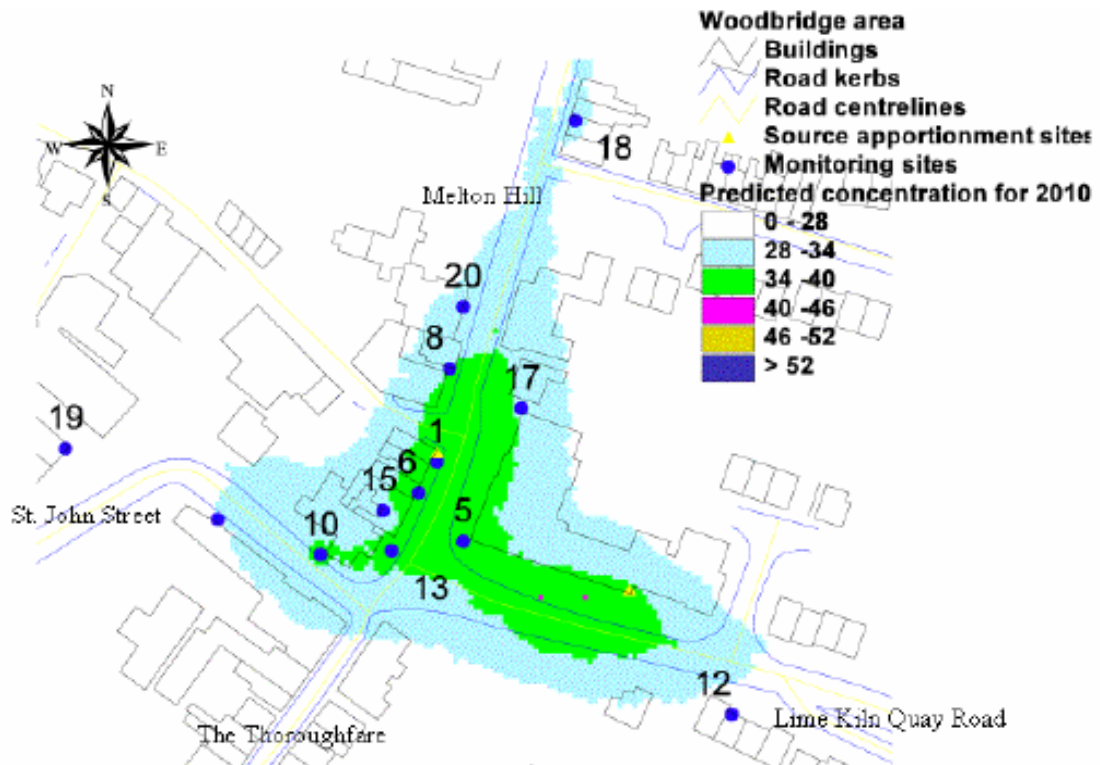 Woodbridge area
Buildings
Road kerbs
Road centrelines
Source apportionment sites
Monitoring sites
Predicted concentration for 2010
0 - 28
28 -34
34 -40
40 -46
46 -52
> 52
N
W E
S
18
Melton Hill
20
8
17
19
1
6
15
St. John Street
10
5
13
12
Lime Kiln Quay Road
The Thoroughfare